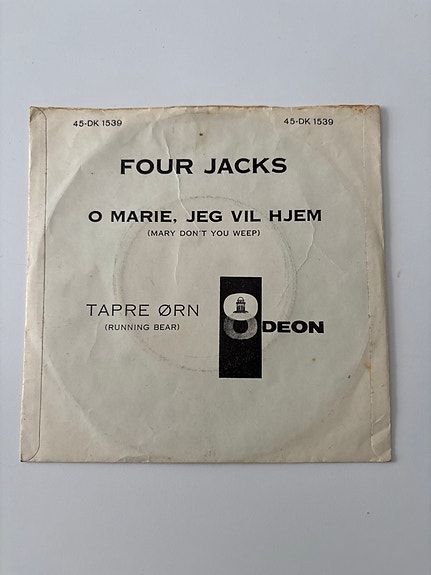 45-DK 1539 45-DK 1539
FOUR JACKS
O MARIE, JEG VIL HJEM
(MARY DON'T YOU WEEP)
TAPRE ØRN
(RUNNING BEAR)
ODEON